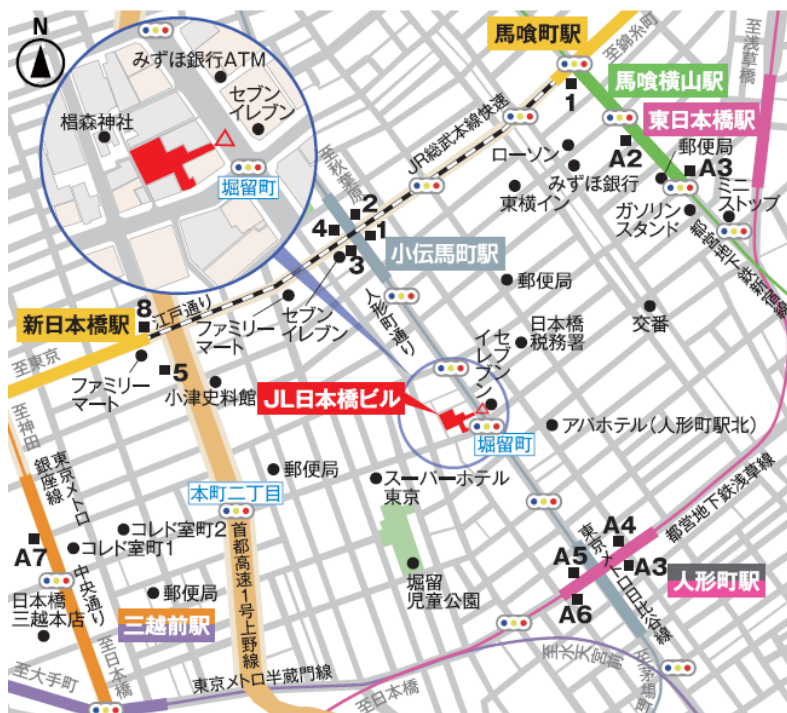 N
みずほ銀行ATM
セブン
イレブン
椙森神社
堀留町
馬喰町駅
至錦糸町
至浅草橋
馬喰横山駅
東日本橋駅
1
A2
郵便局
A3
ローソン
みずほ銀行
東横イン
ガソリン
スタンド
ミニ
ストップ
JR総武本線快速
至秋葉原
2
4
1
3
小伝馬町駅
都営地下鉄新宿線
郵便局
人形町通り
セブン
イレブン
ファミリー
マート
江戸通り
8
新日本橋駅
日本橋
税務署
交番
セブン
イレブン
至東京
ファミリー
マート
5
小津史料館
JL日本橋ビル
堀留町
アパホテル(人形町駅北)
至神田
東京メトロ
銀座線
郵便局
スーパーホテル
東京
本町二丁目
都営地下鉄浅草線
コレド室町2
コレド室町1
A7
中央通り
首都高速1号上野線
A4
A5
A3
A6
人形町駅
東京メトロ日比谷線
堀留
児童公園
郵便局
日本橋
三越本店
三越前駅
至大手町
至日本橋
東京メトロ半蔵門線
至水天宮前
至日本橋